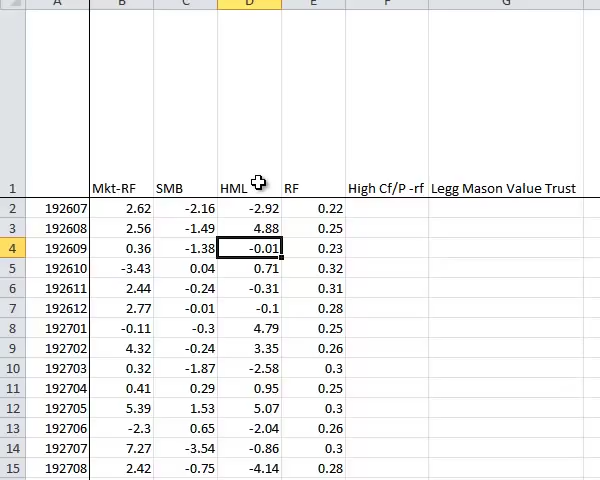 A B C D E F G
1 Mkt-RF SMB HML RF High Cf/P -rf Legg Mason Value Trust
2 192607 2.62 -2.16 -2.92 0.22
3 192608 2.56 -1.49 4.88 0.25
4 192609 0.36 -1.38 -0.01 0.23
5 192610 -3.43 0.04 0.71 0.32
6 192611 2.44 -0.24 -0.31 0.31
7 192612 2.77 -0.01 -0.1 0.28
8 192701 -0.11 -0.3 4.79 0.25
9 192702 4.32 -0.24 3.35 0.26
10 192703 0.32 -1.87 -2.58 0.3
11 192704 0.41 0.29 0.95 0.25
12 192705 5.39 1.53 5.07 0.3
13 192706 -2.3 0.65 -2.04 0.26
14 192707 7.27 -3.54 -0.86 0.3
15 192708 2.42 -0.75 -4.14 0.28